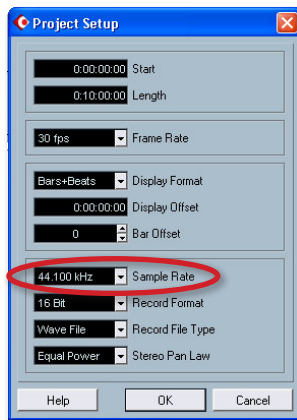 Project Setup
0:00:00:00 Start
0:10:00:00 Length
30 fps Frame Rate
Bars+Beats Display Format
0:00:00:00 Display Offset
0 Bar Offset
44.100 kHz Sample Rate
16 Bit Record Format
Wave File Record File Type
Equal Power Stereo Pan Law
Help OK Cancel